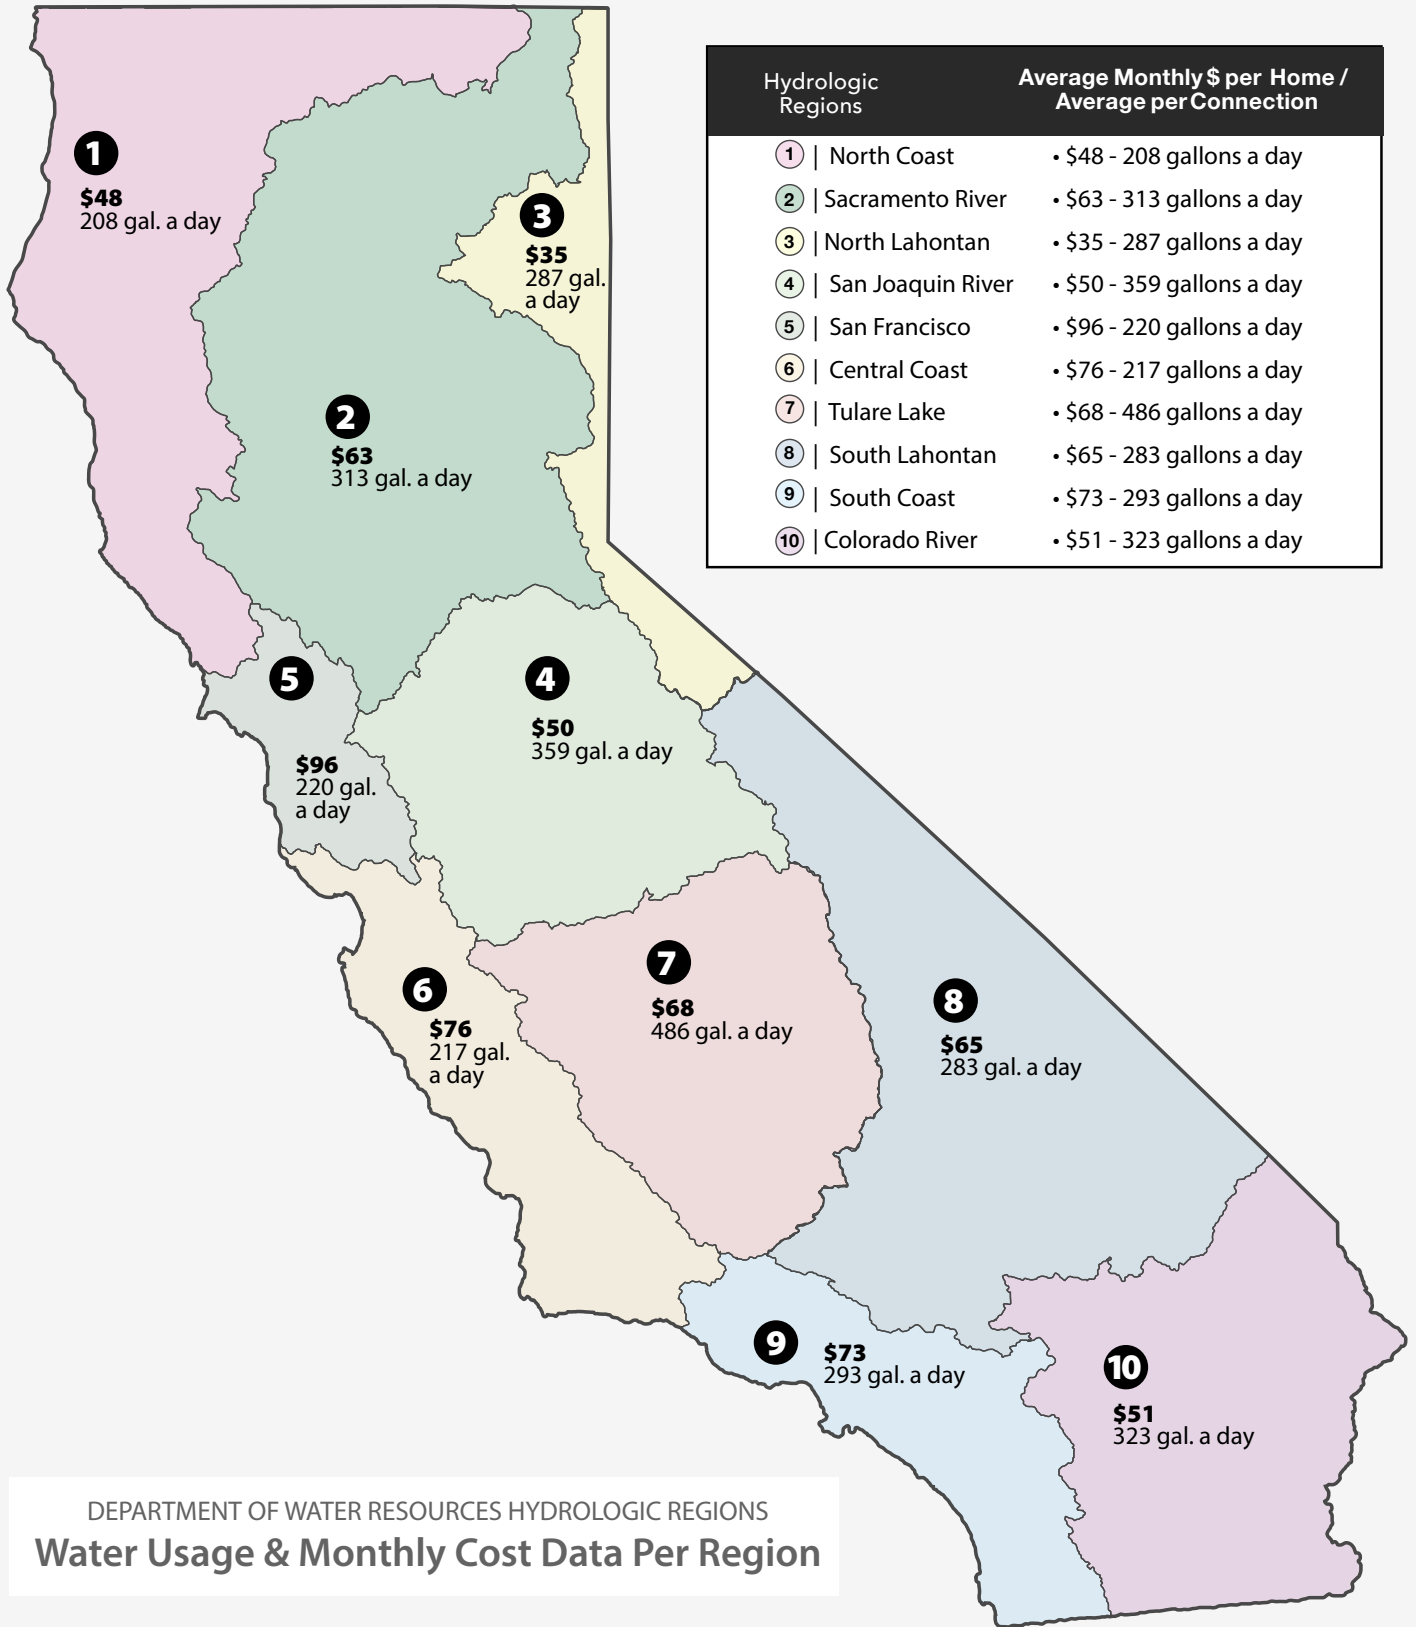 Hydrologic
Regions
Average Monthly $ per Home /
Average per Connection
1 | North Coast • $48 - 208 gallons a day
2 | Sacramento River • $63 - 313 gallons a day
3 | North Lahontan • $35 - 287 gallons a day
4 | San Joaquin River • $50 - 359 gallons a day
5 | San Francisco • $96 - 220 gallons a day
6 | Central Coast • $76 - 217 gallons a day
7 | Tulare Lake • $68 - 486 gallons a day
8 | South Lahontan • $65 - 283 gallons a day
9 | South Coast • $73 - 293 gallons a day
10 | Colorado River • $51 - 323 gallons a day
1
$48
208 gal. a day
2
$63
313 gal. a day
3
$35
287 gal.
a day
4
$50
359 gal. a day
5
$96
220 gal.
a day
6
$76
217 gal.
a day
7
$68
486 gal. a day
8
$65
283 gal. a day
9
$73
293 gal. a day
10
$51
323 gal. a day
DEPARTMENT OF WATER RESOURCES HYDROLOGIC REGIONS
Water Usage & Monthly Cost Data Per Region